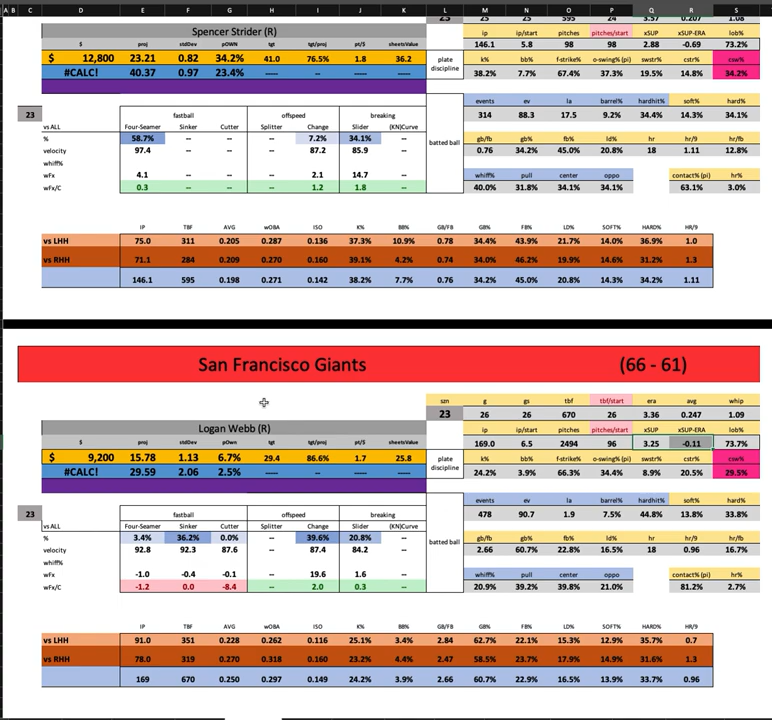 C D E F G H I J K L M N O P Q R S
23 25 25 595 24 3.57 0.207 1.08
Spencer Strider (R) ip ip/start pitches pitches/start xSUP xSUP-ERA lob%
$ proj stdDev pOWN tgt tgt/proj pt/$ sheetsValue 146.1 5.8 98 98 2.88 -0.69 73.2%
$ 12,800 23.21 0.82 34.2% 41.0 76.5% 1.8 36.2 plate discipline k% bb% f-strike% o-swing% (pi) swstr% cstr% csw%
#CALC! 40.37 0.97 23.4% -- -- -- -- 38.2% 7.7% 67.4% 37.3% 19.5% 14.8% 34.2%
events ev la barrel% hardhit% soft% hard%
23 fastball offspeed breaking 314 88.3 17.5 9.2% 34.4% 14.3% 34.1%
vs ALL Four-Seamer Sinker Cutter Splitter Change Slider (KN)Curve
% 58.7% -- -- -- 7.2% 34.1% -- batted ball gb/fb gb% fb% ld% hr hr/9 hr/fb
velocity 97.4 -- -- -- 87.2 85.9 -- 0.76 34.2% 45.0% 20.8% 18 1.11 12.8%
whiff%
wFx 4.1 -- -- -- 2.1 14.7 -- whiff% pull center oppo contact% (pi) hr%
wFx/C 0.3 -- -- -- 1.2 1.8 -- 40.0% 31.8% 34.1% 34.1% 63.1% 3.0%
IP TBF AVG wOBA ISO K% BB% GB/FB GB% FB% LD% SOFT% HARD% HR/9
vs LHH 75.0 311 0.205 0.287 0.136 37.3% 10.9% 0.78 34.4% 43.9% 21.7% 14.0% 36.9% 1.0
vs RHH 71.1 284 0.209 0.270 0.160 39.1% 4.2% 0.74 34.0% 46.2% 19.9% 14.6% 31.2% 1.3
146.1 595 0.198 0.271 0.142 38.2% 7.7% 0.76 34.2% 45.0% 20.8% 14.3% 34.2% 1.11
San Francisco Giants (66 - 61)
szn g gs tbf tbf/start era avg whip
23 26 26 670 26 3.36 0.247 1.09
Logan Webb (R) ip ip/start pitches pitches/start xSUP xSUP-ERA lob%
$ proj stdDev pOwn tgt tgt/proj pt/$ sheetsValue 169.0 6.5 2494 96 3.25 -0.11 73.7%
$ 9,200 15.78 1.13 6.7% 29.4 86.6% 1.7 25.8 plate discipline k% bb% f-strike% o-swing% (pi) swstr% cstr% csw%
#CALC! 29.59 2.06 2.5% -- -- -- -- 24.2% 3.9% 66.3% 34.4% 8.9% 20.5% 29.5%
events ev la barrel% hardhit% soft% hard%
23 fastball offspeed breaking 478 90.7 1.9 7.5% 44.8% 13.8% 33.8%
vs ALL Four-Seamer Sinker Cutter Splitter Change Slider (KN)Curve
% 3.4% 36.2% 0.0% -- 39.6% 20.8% -- batted ball gb/fb gb% fb% ld% hr hr/9 hr/fb
velocity 92.8 92.3 87.6 -- 87.4 84.2 -- 2.66 60.7% 22.8% 16.5% 18 0.96 16.7%
whiff%
wFx -1.0 -0.4 -0.1 -- 19.6 1.6 -- whiff% pull center oppo contact% (pi) hr%
wFx/C -1.2 0.0 -8.4 -- 2.0 0.3 -- 20.9% 39.2% 39.8% 21.0% 81.2% 2.7%
IP TBF AVG wOBA ISO K% BB% GB/FB GB% FB% LD% SOFT% HARD% HR/9
vs LHH 91.0 351 0.228 0.262 0.116 25.1% 3.4% 2.84 62.7% 22.1% 15.3% 12.9% 35.7% 0.7
vs RHH 78.0 319 0.270 0.318 0.160 23.2% 4.4% 2.47 58.5% 23.7% 17.9% 14.9% 31.6% 1.3
169 670 0.250 0.297 0.149 24.2% 3.9% 2.66 60.7% 22.9% 16.5% 13.9% 33.7% 0.96